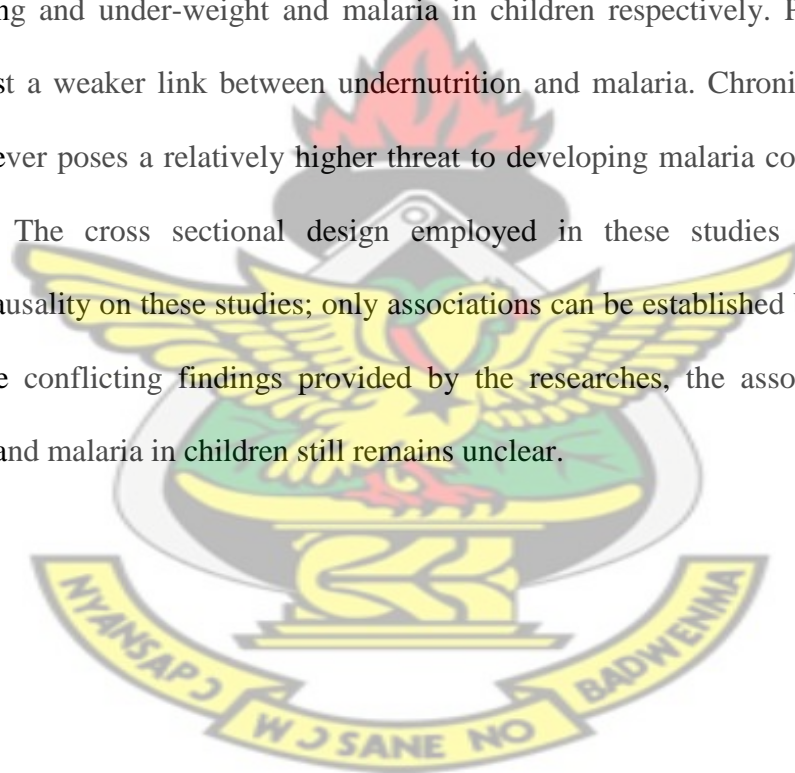 ng and under-weight and malaria in children respectively.
st a weaker link between undernutrition and malaria. Chroni
ever poses a relatively higher threat to developing malaria co
The cross sectional design employed in these studies
ausality on these studies; only associations can be established
e conflicting findings provided by the researches, the asso
and malaria in children still remains unclear.
NYANSAPƆ
WƆ SANE NO
BADWENMA